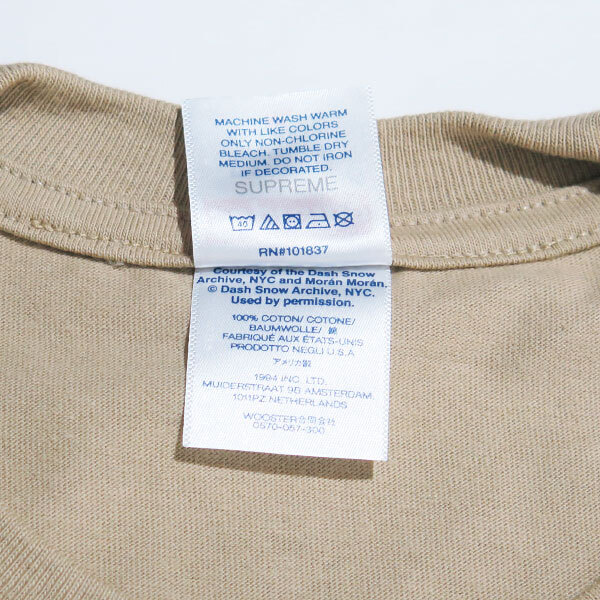 MACHINE WASH WARM
WITH LIKE COLORS
ONLY NON-CHLORINE
BLEACH. TUMBLE DRY
MEDIUM. DO NOT IRON
IF DECORATED.
SUPREME
40
RN#101837
Courtesy of the Dash Snow
Archive, NYC and Morán Morán.
© Dash Snow Archive, NYC.
Used by permission.
100% COTON/ COTONE/
BAUMWOLLE/ 綿
FABRIQUÉ AUX ÉTATS-UNIS
PRODOTTO NEGLI U.S.A
アメリカ製
1994 INC. LTD.
MUIDERSTRAAT 9B AMSTERDAM,
1011PZ NETHERLANDS
WOOSTER合同会社
0570-057-300